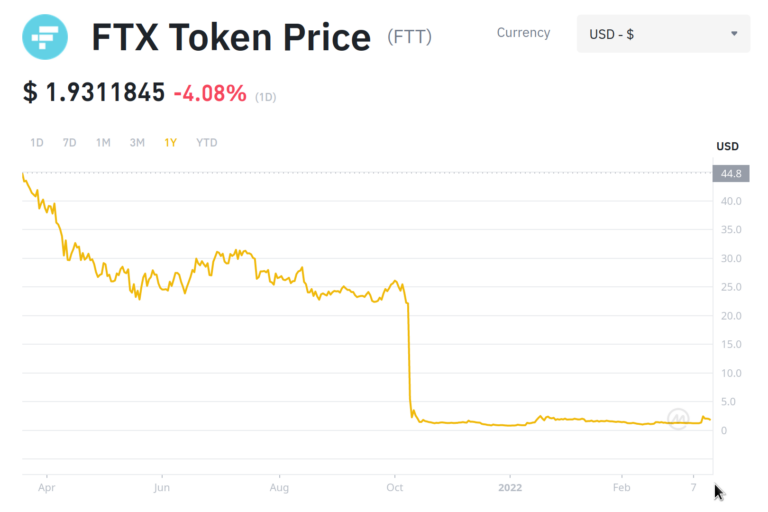 FTX Token Price (FTT)
Currency
USD - $
$ 1.9311845 -4.08% (1D)
1D 7D 1M 3M 1Y YTD
USD
44.8
40.0
35.0
30.0
25.0
20.0
15.0
10.0
5.0
0
Apr Jun Aug Oct 2022 Feb 7